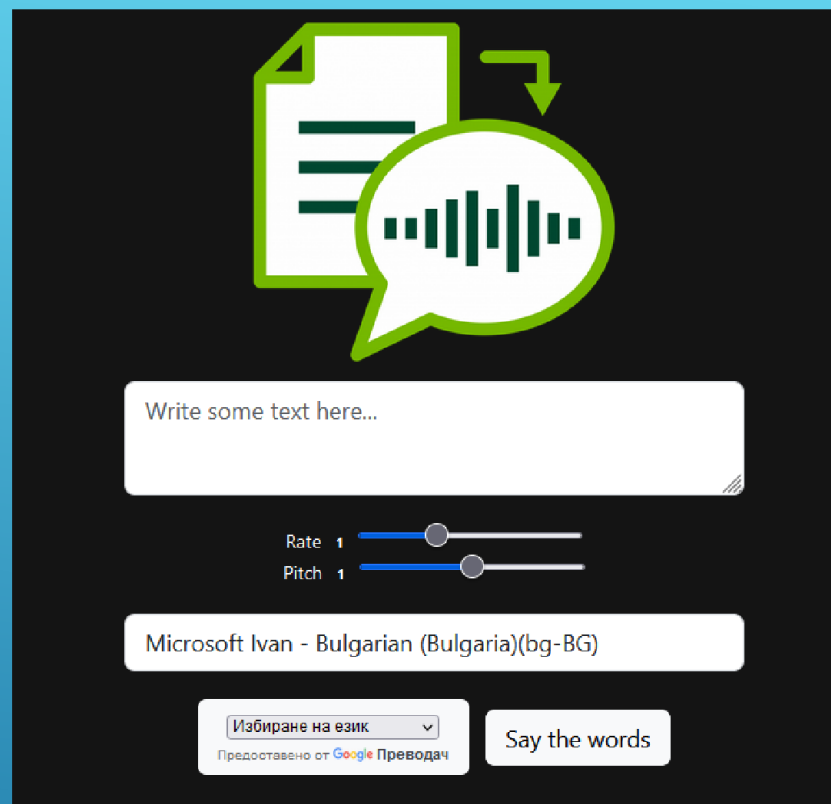 Write some text here...
Rate 1
Pitch 1
Microsoft Ivan - Bulgarian (Bulgaria)(bg-BG)
Избиране на език
Предоставено от Google Преводач
Say the words